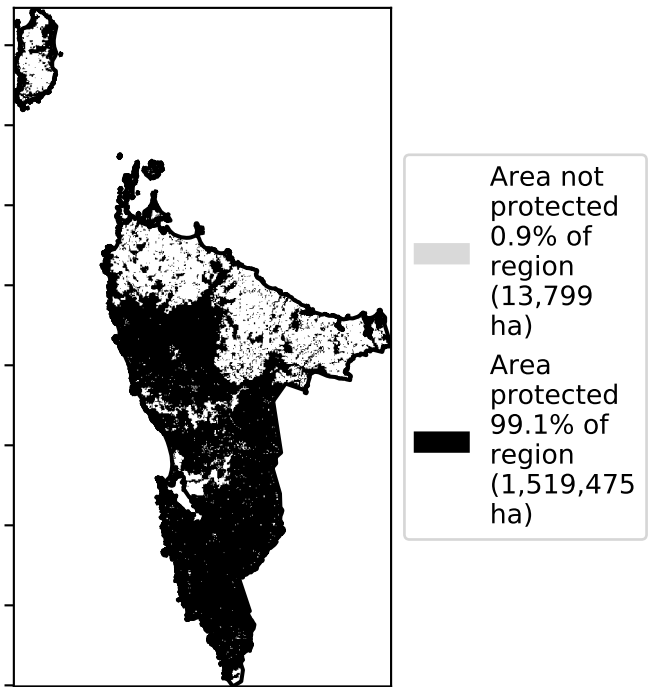 Area not
protected
0.9% of
region
(13,799
ha)
Area
protected
99.1% of
region
(1,519,475
ha)